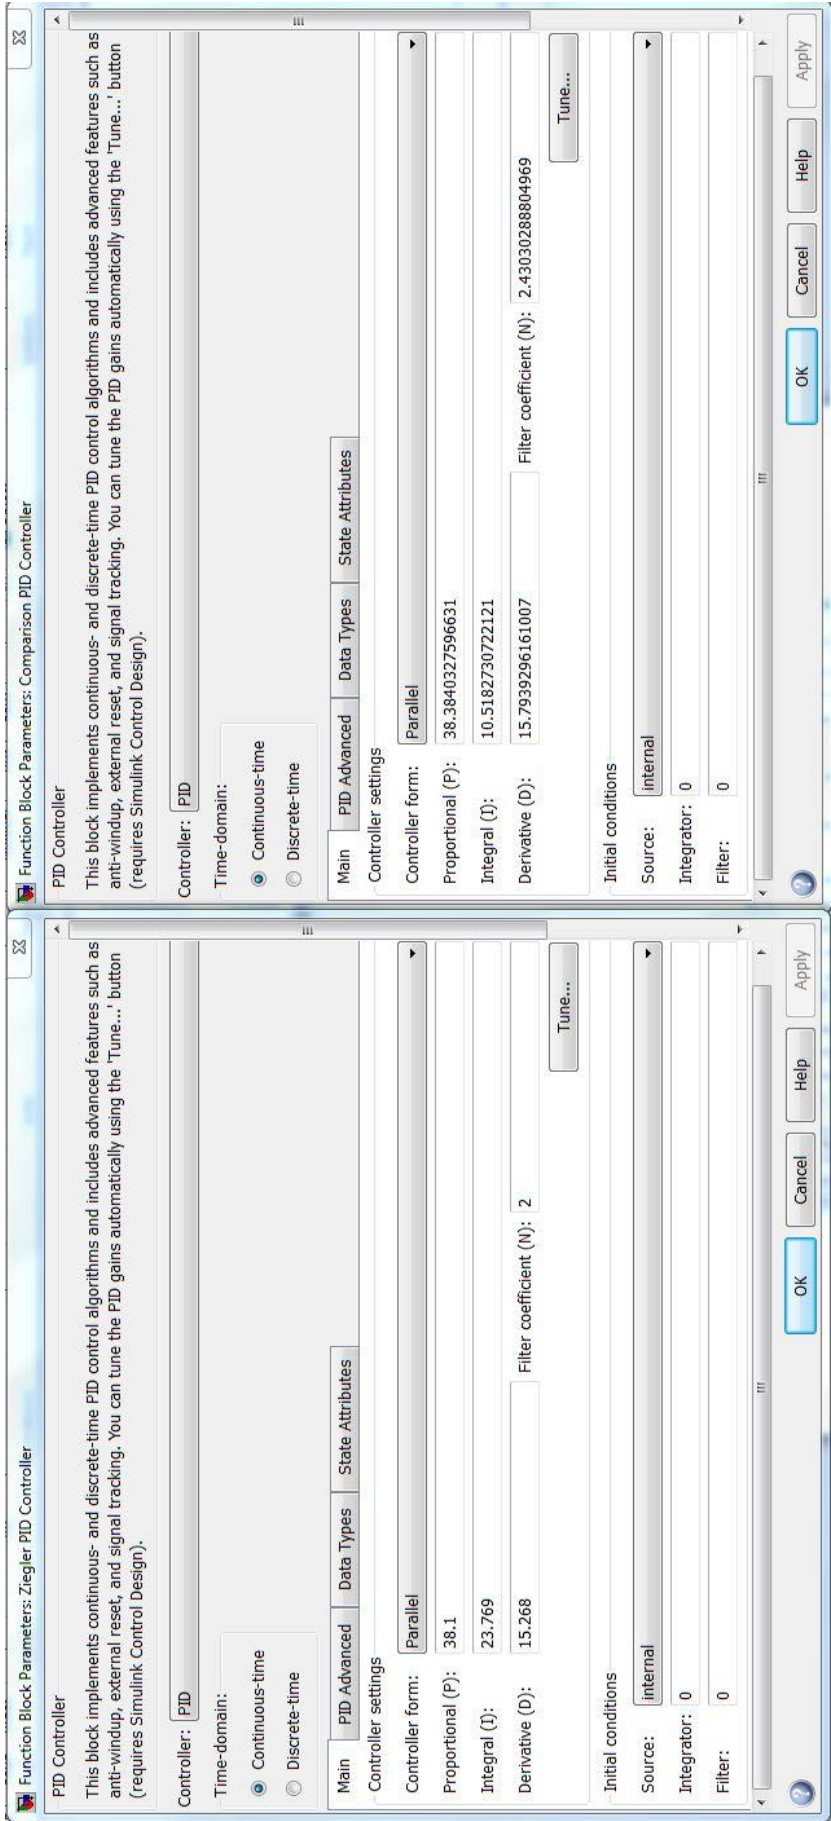 Function Block Parameters: Ziegler PID Controller
PID Controller
This block implements continuous- and discrete-time PID control algorithms and includes advanced features such as
anti-windup, external reset, and signal tracking. You can tune the PID gains automatically using the 'Tune...' button
(requires Simulink Control Design).
Controller: PID
Time-domain:
Continuous-time
Discrete-time
Main PID Advanced Data Types State Attributes
Controller settings
Controller form: Parallel
Proportional (P): 38.1
Integral (I): 23.769
Derivative (D): 15.268 Filter coefficient (N): 2
Tune...
Initial conditions
Source: internal
Integrator: 0
Filter: 0
OK Cancel Help Apply
Function Block Parameters: Comparison PID Controller
PID Controller
This block implements continuous- and discrete-time PID control algorithms and includes advanced features such as
anti-windup, external reset, and signal tracking. You can tune the PID gains automatically using the 'Tune...' button
(requires Simulink Control Design).
Controller: PID
Time-domain:
Continuous-time
Discrete-time
Main PID Advanced Data Types State Attributes
Controller settings
Controller form: Parallel
Proportional (P): 38.3840327596631
Integral (I): 10.5182730722121
Derivative (D): 15.7939296161007 Filter coefficient (N): 2.43030288804969
Tune...
Initial conditions
Source: internal
Integrator: 0
Filter: 0
OK Cancel Help Apply